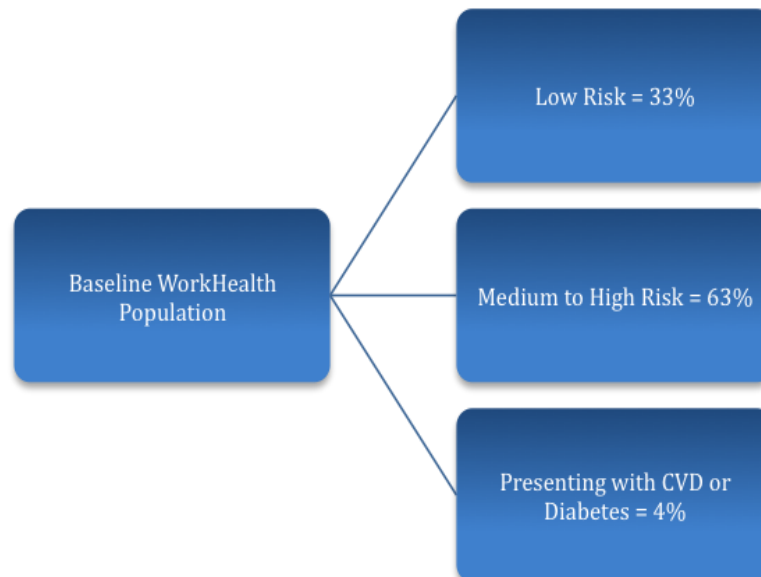 Low Risk = 33%
Baseline WorkHealth
Population
Medium to High Risk = 63%
Presenting with CVD or
Diabetes = 4%